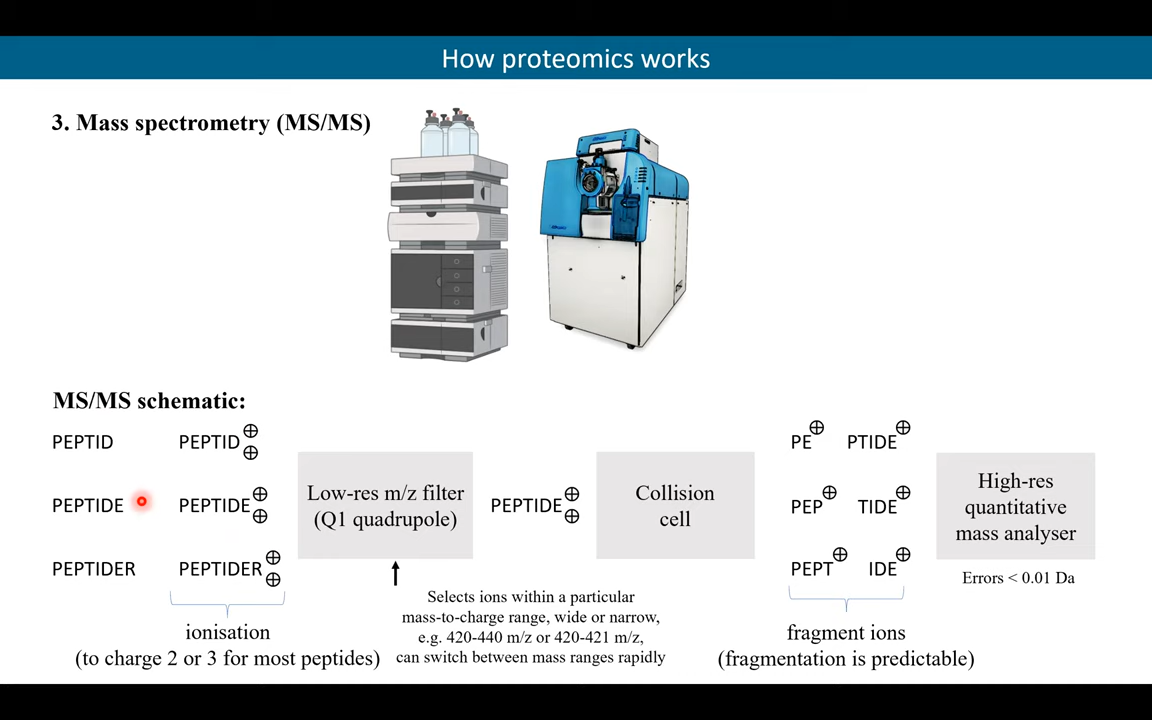 How proteomics works
3. Mass spectrometry (MS/MS)
MS/MS schematic:
PEPTID PEPTID⊕⊕
PEPTIDE PEPTIDE⊕⊕
PEPTIDER PEPTIDER⊕⊕
ionisation
(to charge 2 or 3 for most peptides)
Low-res m/z filter
(Q1 quadrupole)
Selects ions within a particular
mass-to-charge range, wide or narrow,
e.g. 420-440 m/z or 420-421 m/z,
can switch between mass ranges rapidly
PEPTIDE⊕⊕
Collision
cell
PE⊕ PTIDE⊕
PEP⊕ TIDE⊕
PEPT⊕ IDE⊕
fragment ions
(fragmentation is predictable)
High-res
quantitative
mass analyser
Errors < 0.01 Da